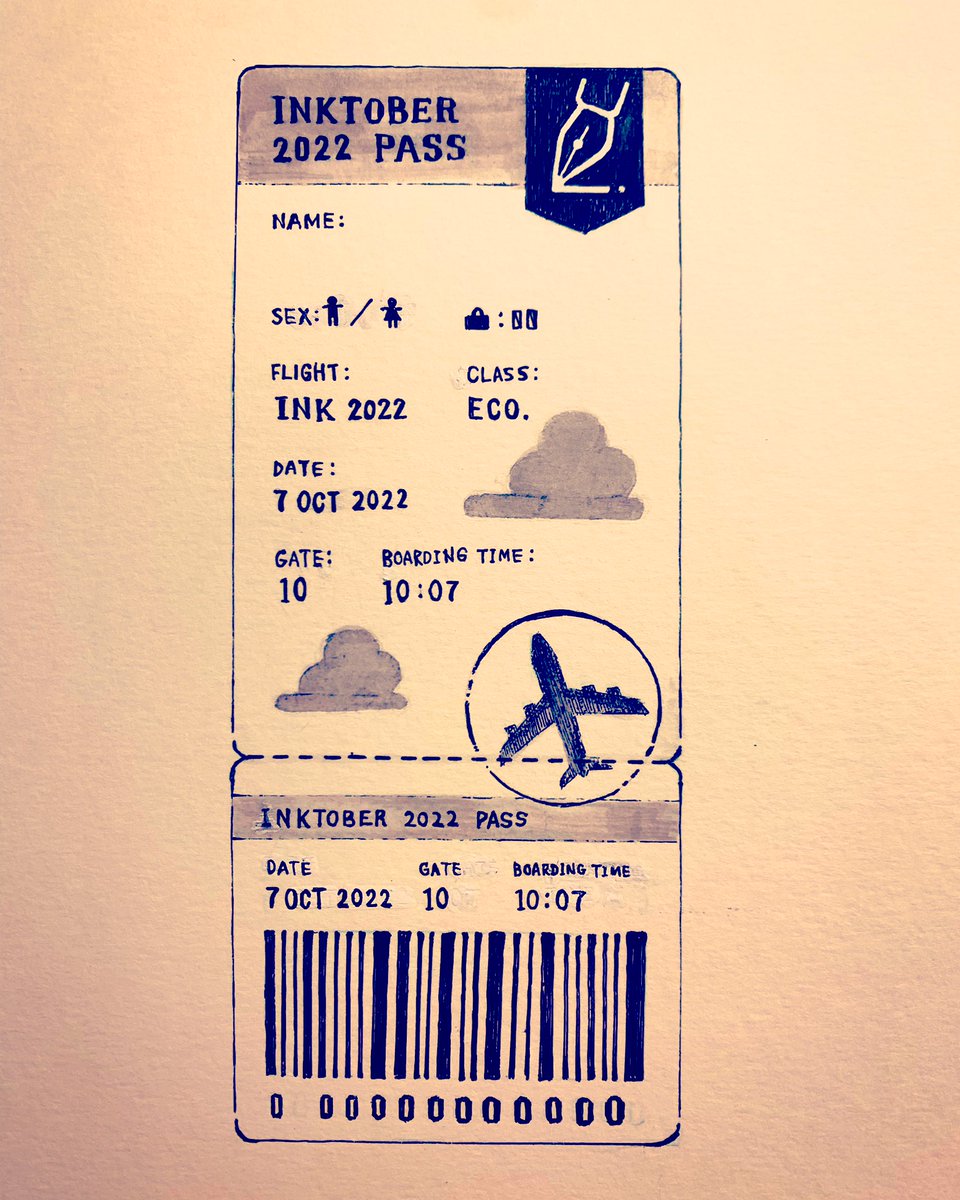 INKTOBER
2022 PASS
NAME:
SEX: /
: 00
FLIGHT: CLASS:
INK 2022 ECO.
DATE:
7 OCT 2022
GATE: BOARDING TIME:
10 10:07
INKTOBER 2022 PASS
DATE GATE BOARDING TIME
7 OCT 2022 10 10:07
0 00000000000